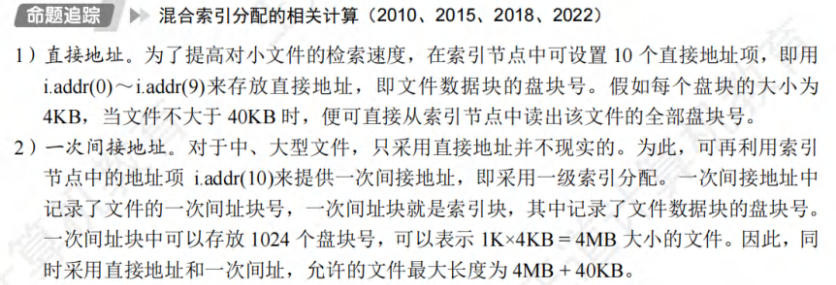 命题追踪 混合索引分配的相关计算（2010、2015、2018、2022）
1）直接地址。为了提高对小文件的检索速度，在索引节点中可设置 10 个直接地址项，即用
i.addr(0)～i.addr(9)来存放直接地址，即文件数据块的盘块号。假如每个盘块的大小为
4KB，当文件不大于 40KB 时，便可直接从索引节点中读出该文件的全部盘块号。
2）一次间接地址。对于中、大型文件，只采用直接地址并不现实的。为此，可再利用索引
节点中的地址项 i.addr(10)来提供一次间接地址，即采用一级索引分配。一次间接地址中
记录了文件的一次间址块号，一次间址块就是索引块，其中记录了文件数据块的盘块号。
一次间址块中可以存放 1024 个盘块号，可以表示 1K×4KB = 4MB 大小的文件。因此，同
时采用直接地址和一次间址，允许的文件最大长度为 4MB + 40KB。